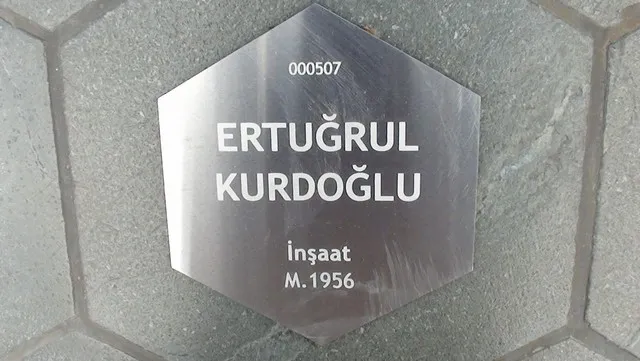 000507
ERTUĞRUL
KURDOĞLU
İnşaat
M.1956